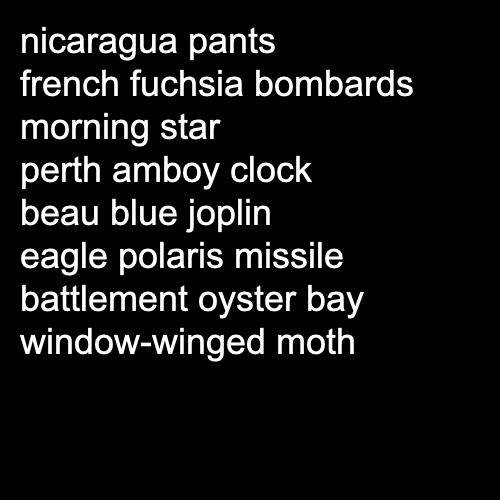 nicaragua pants
french fuchsia bombards
morning star
perth amboy clock
beau blue joplin
eagle polaris missile
battlement oyster bay
window-winged moth